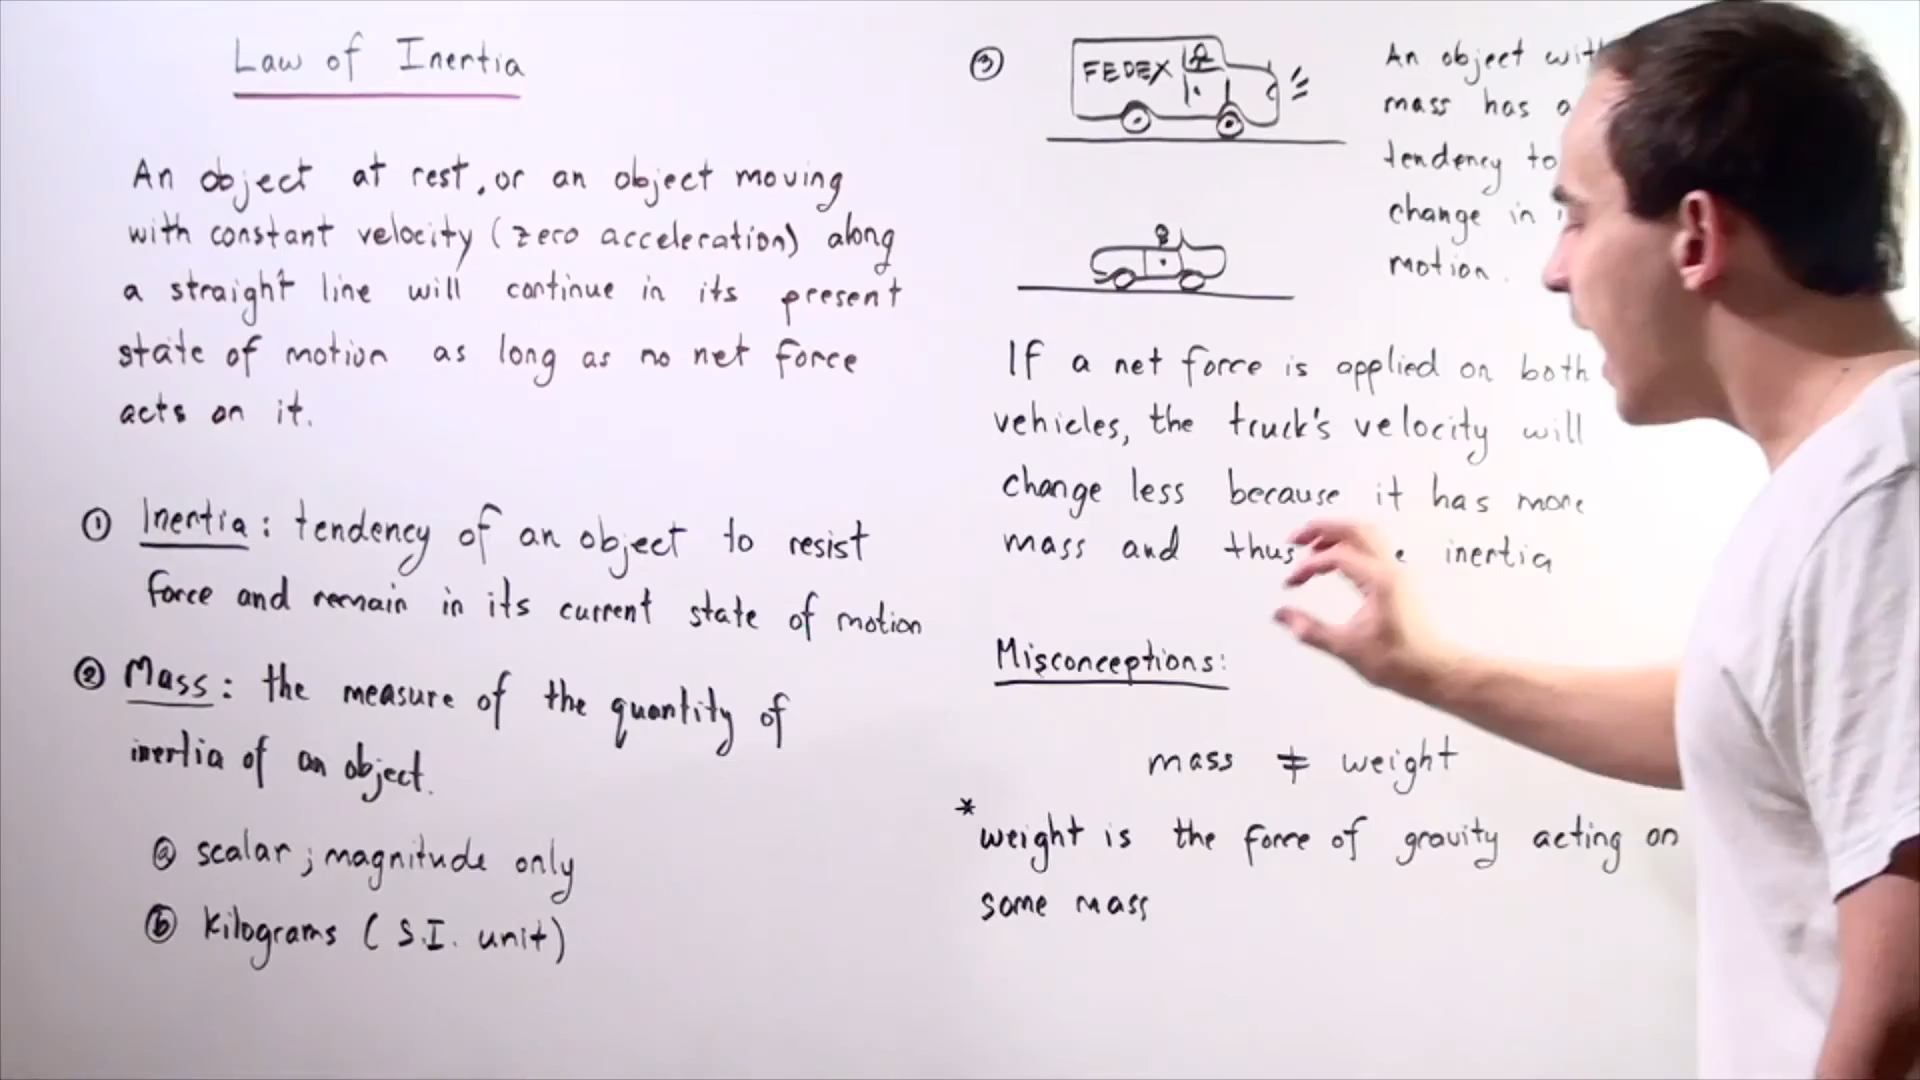 Law of Inertia
An object at rest, or an object moving
with constant velocity (zero acceleration) along
a straight line will continue in its present
state of motion as long as no net force
acts on it.
① Inertia: tendency of an object to resist
force and remain in its current state of motion
② Mass: the measure of the quantity of
inertia of an object.
ⓐ scalar; magnitude only
ⓑ kilograms (S.I. unit)
③
FEDEX
An object
mass has
tendency to
change in
motion.
If a net force is applied on both
vehicles, the truck's velocity will
change less because it has more
mass and thus inertia
Misconceptions:
mass ≠ weight
*weight is the force of gravity acting on
some mass